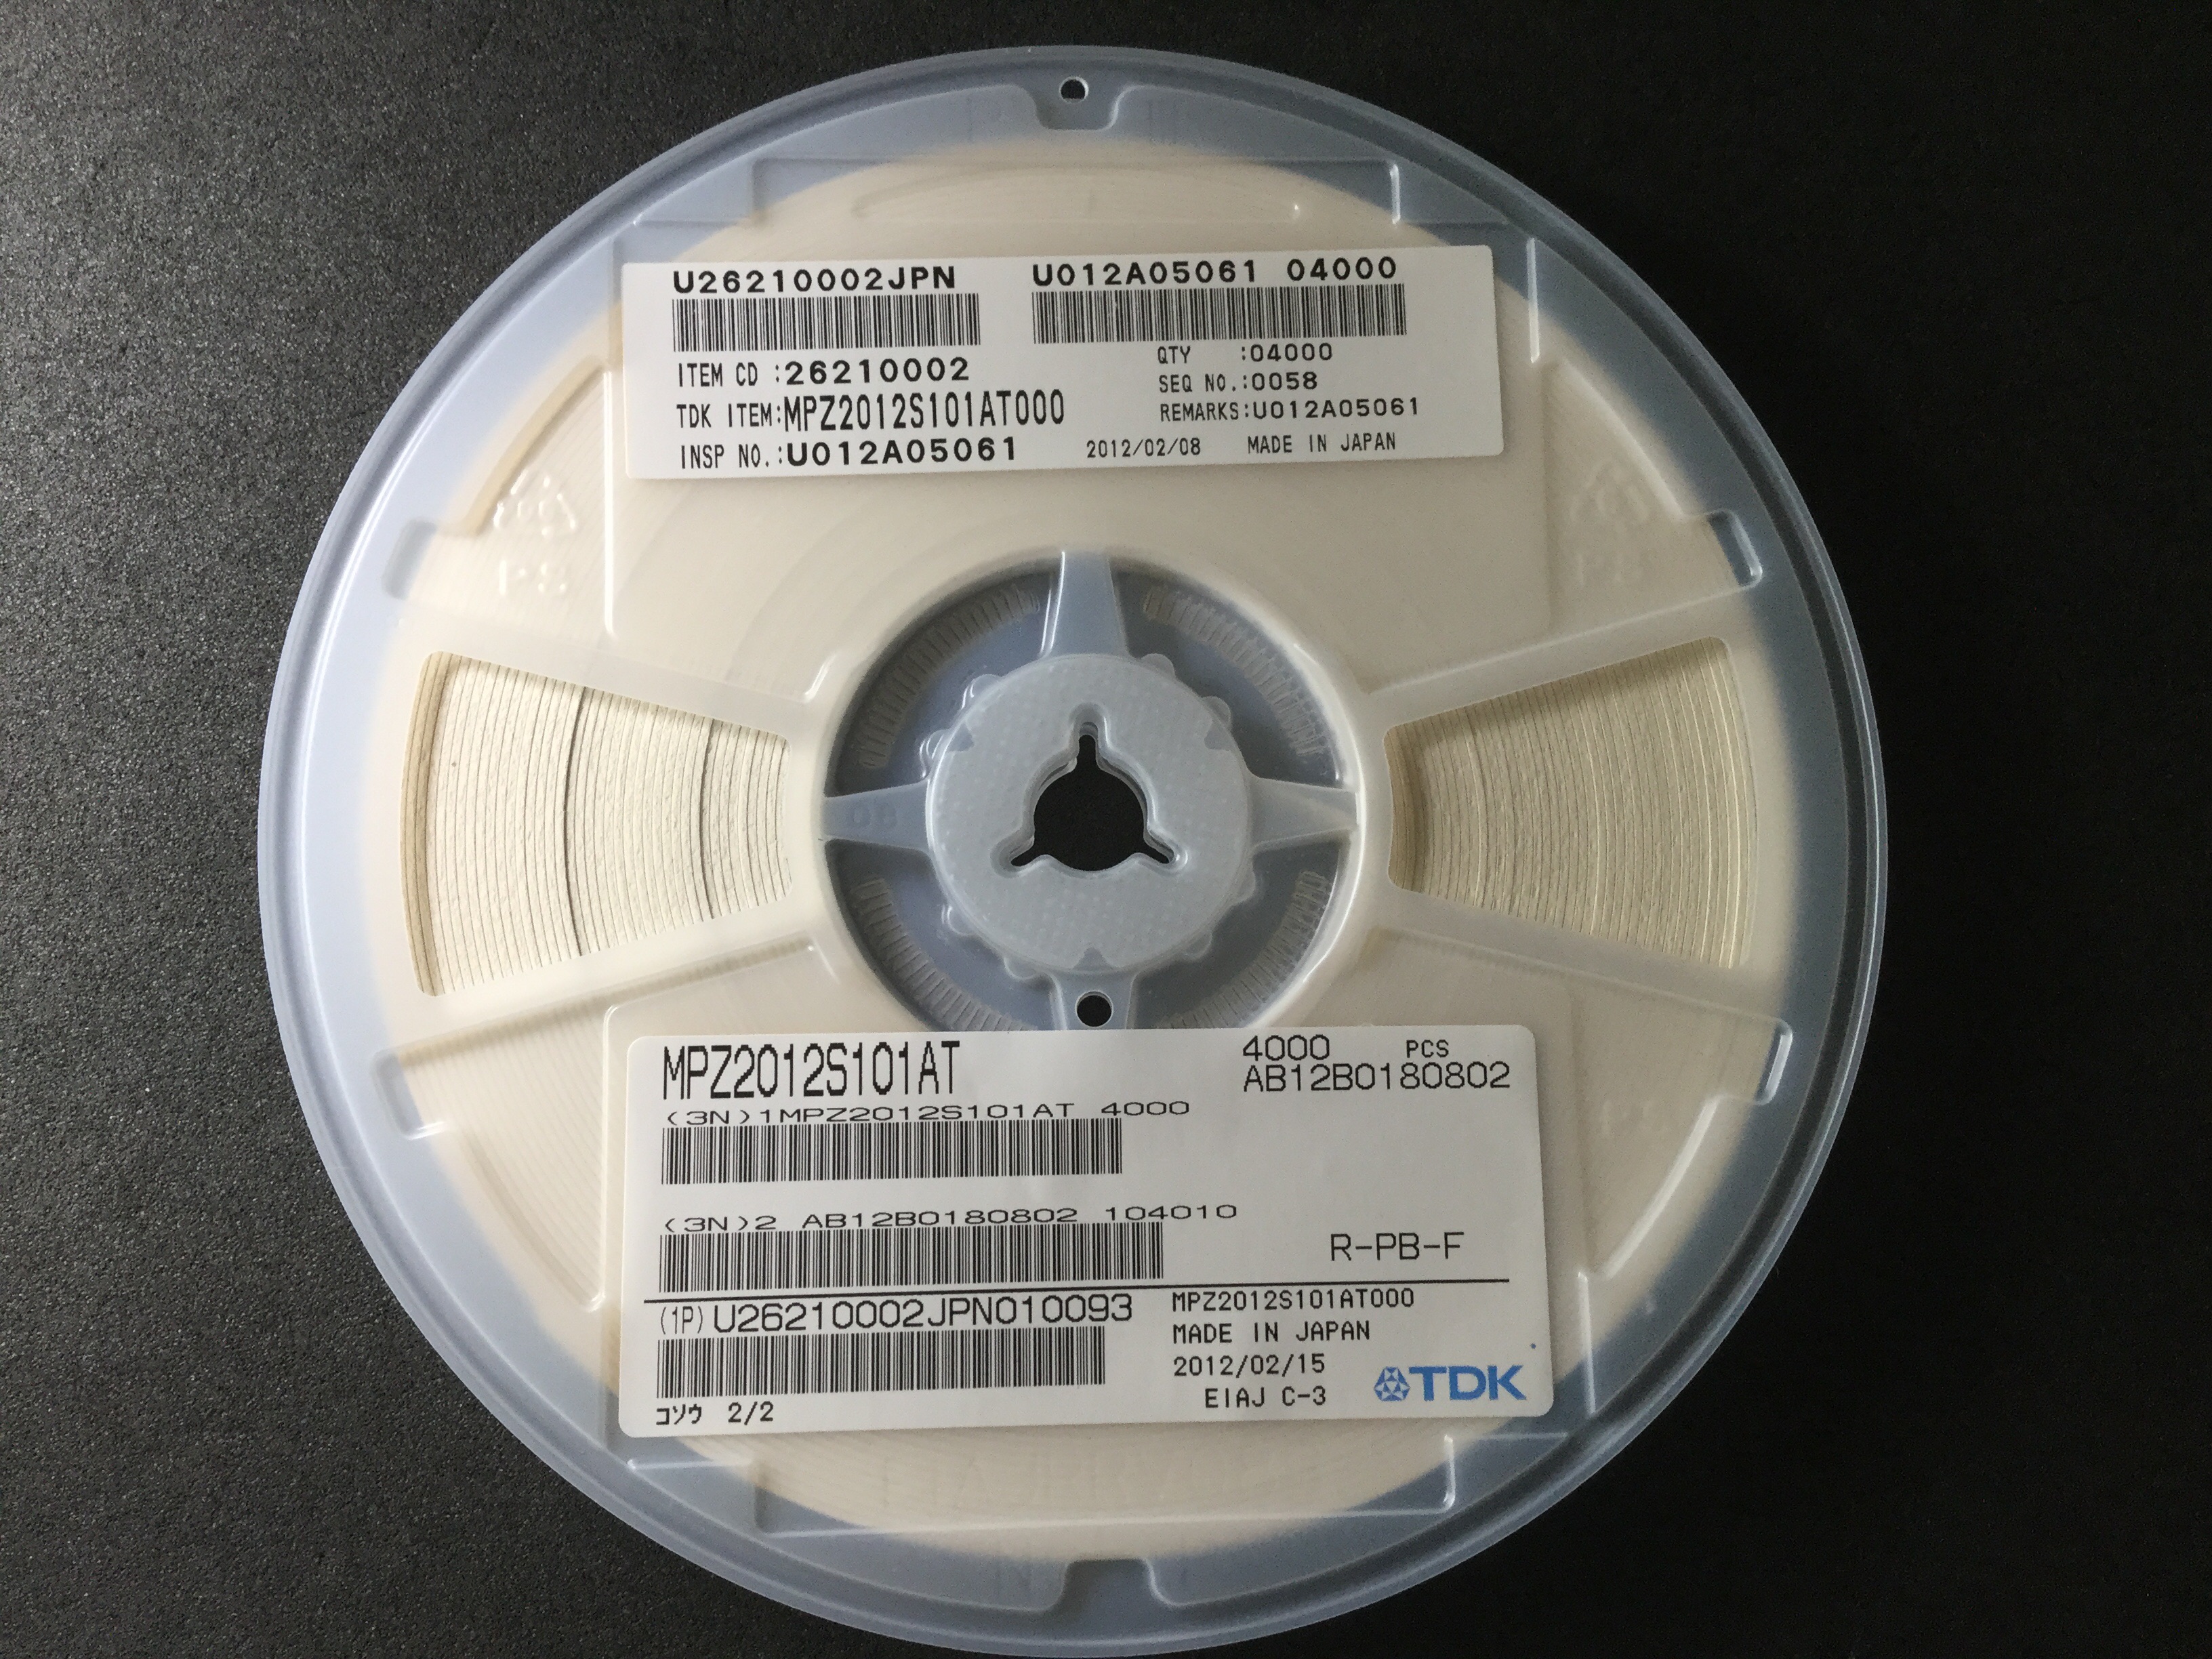 U26210002JPN
U012A05061 04000
ITEM CD :26210002
QTY :04000
SEQ NO.:0058
TDK ITEM:MPZ2012S101AT000
REMARKS:U012A05061
INSP NO.:U012A05061
2012/02/08 MADE IN JAPAN
PS
MPZ2012S101AT
4000 PCS
AB12B0180802
(3N)1MPZ2012S101AT 4000
(3N)2 AB12B0180802 104010
R-PB-F
(1P)U26210002JPN010093
MPZ2012S101AT000
MADE IN JAPAN
2012/02/15
EIAJ C-3
TDK
コソウ 2/2